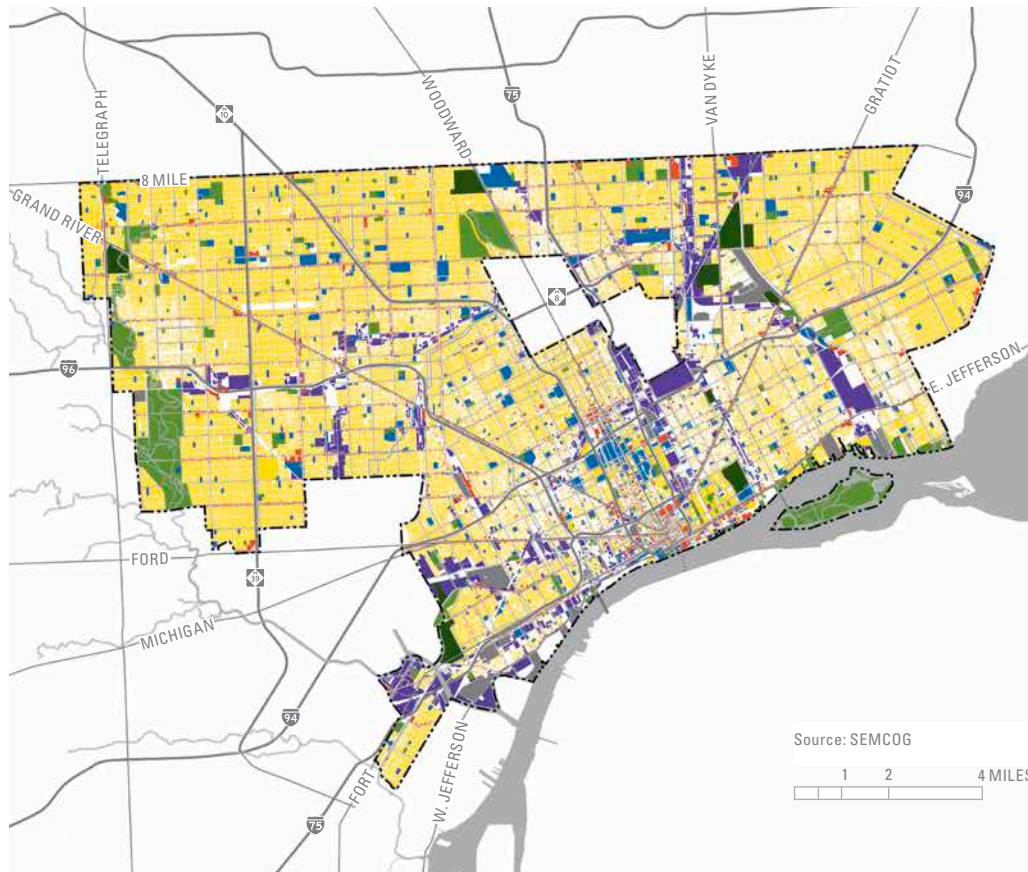 TELEGRAPH
M
10
WOODWARD
75
VAN DYKE
GRATIOT
8 MILE
GRAND RIVER
94
M
8
96
E. JEFFERSON
FORD
M
39
MICHIGAN
94
Source: SEMCOG
1 2 4 MILES
FORT
W. JEFFERSON
75